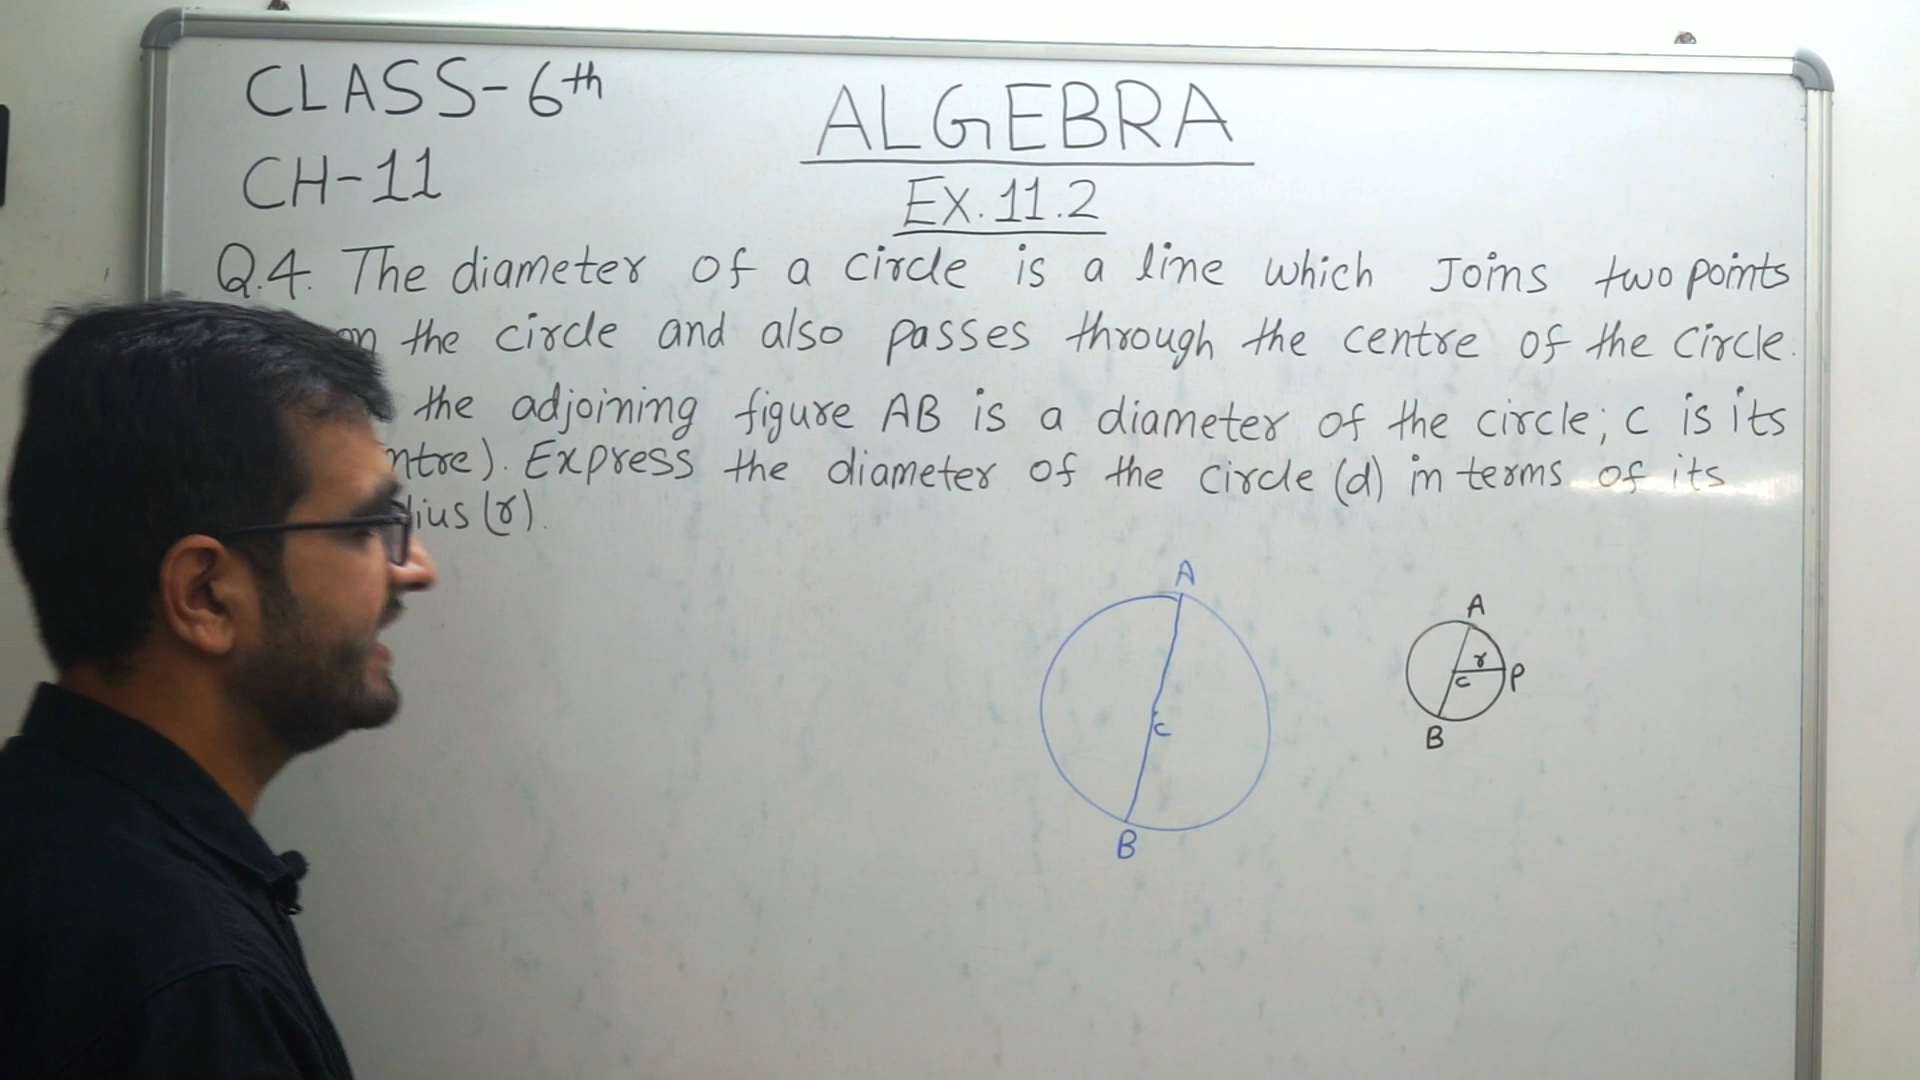 CLASS-6th
CH-11
ALGEBRA
EX.11.2
Q.4. The diameter of a circle is a line which Joins two points
on the circle and also passes through the centre of the circle.
the adjoining figure AB is a diameter of the circle; C is its
ntre). Express the diameter of the circle (d) in terms of its
dius (r).
A
C
B
A
r
C
P
B